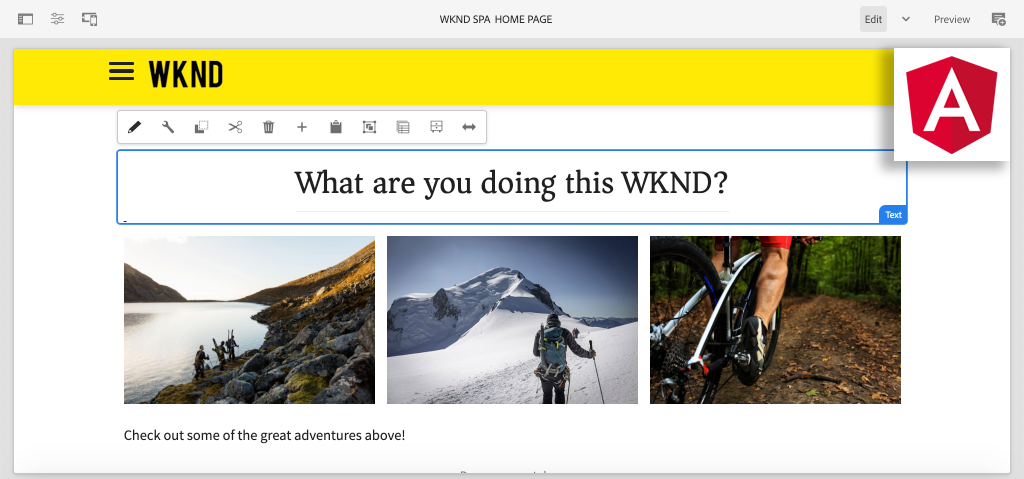 WKND SPA HOME PAGE
Edit
Preview
WKND
A
What are you doing this WKND?
Text
Check out some of the great adventures above!